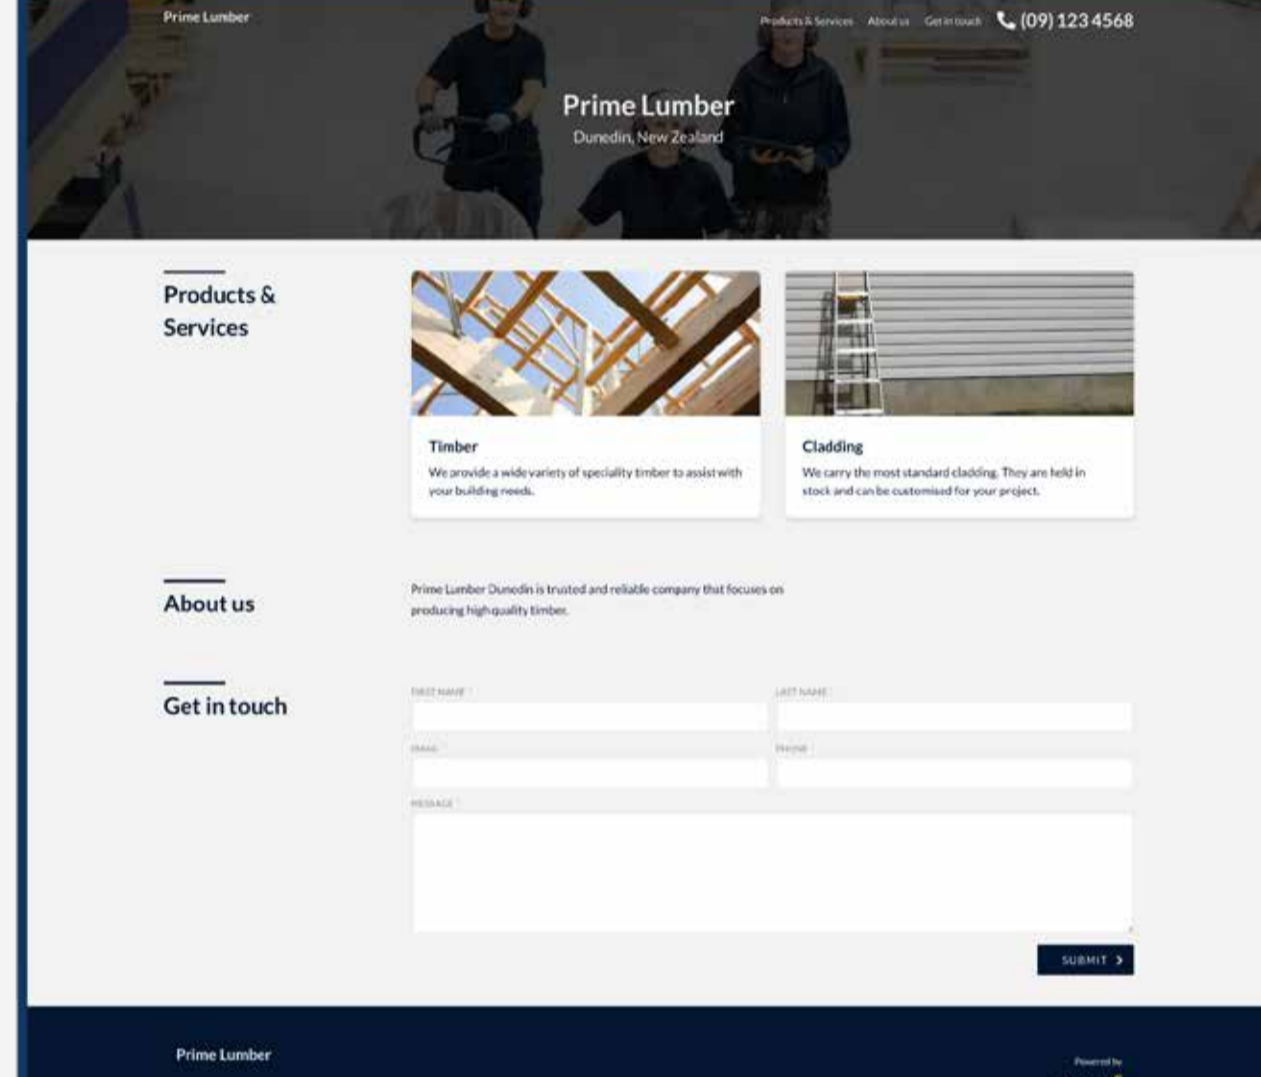 Prime Lumber
Products & Services About us Get in touch (09) 123 4568
Prime Lumber
Dunedin, New Zealand
Products &
Services
Timber
We provide a wide variety of speciality timber to assist with
your building needs.
Cladding
We carry the most standard cladding. They are held in
stock and can be customised for your project.
About us
Prime Lumber Dunedin is trusted and reliable company that focuses on
producing high quality timber.
Get in touch
FIRST NAME
LAST NAME
EMAIL
PHONE
MESSAGE
SUBMIT
Prime Lumber
Powered by